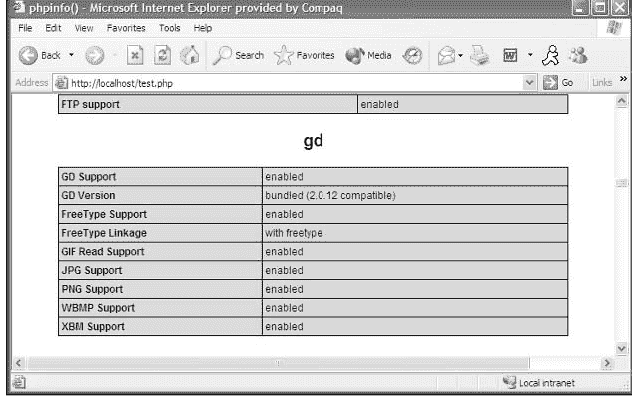 phpinfo() - Microsoft Internet Explorer provided by Compaq
File Edit View Favorites Tools Help
Back Search Favorites Media
Address http://localhost/test.php Go Links »
FTP support enabled
gd
GD Support enabled
GD Version bundled (2.0.12 compatible)
FreeType Support enabled
FreeType Linkage with freetype
GIF Read Support enabled
JPG Support enabled
PNG Support enabled
WBMP Support enabled
XBM Support enabled
Local intranet